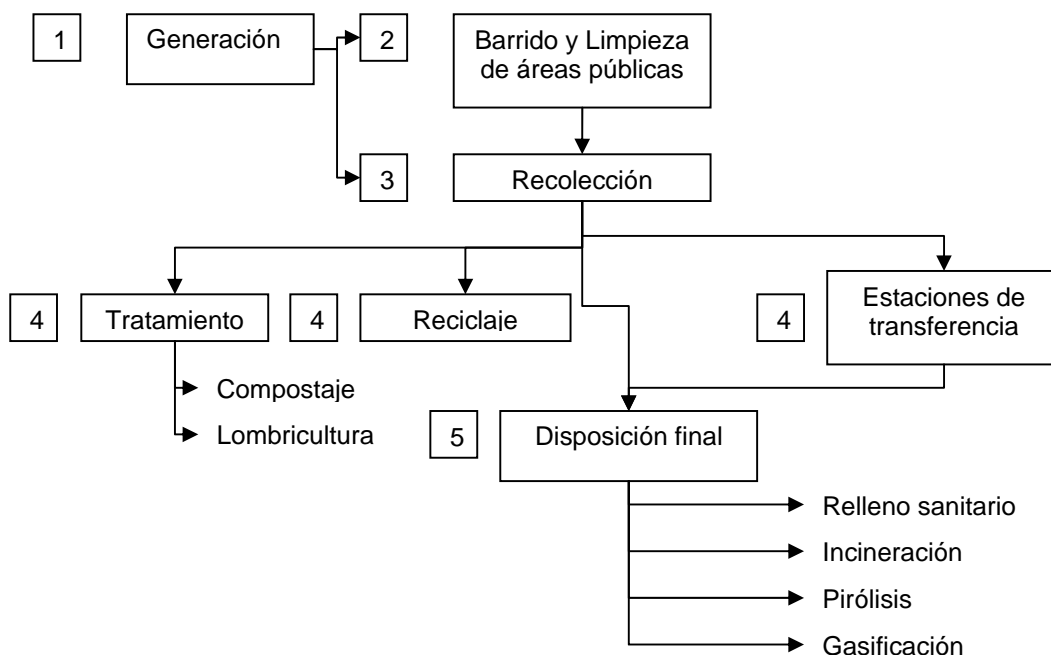 1
Generación
2
Barrido y Limpieza
de áreas públicas
3
Recolección
4
Tratamiento
4
Reciclaje
4
Estaciones de
transferencia
Compostaje
Lombricultura
5
Disposición final
Relleno sanitario
Incineración
Pirólisis
Gasificación